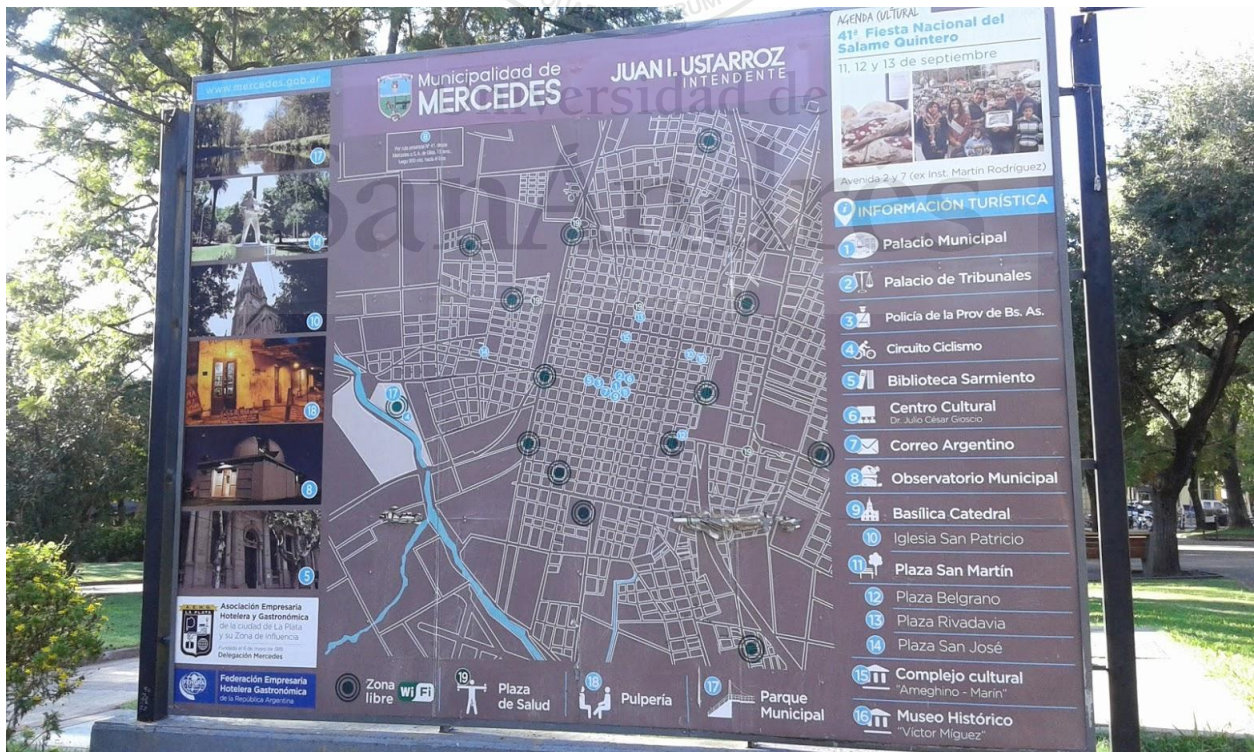 www.mercedes.gob.ar
Municipalidad de
MERCEDES
JUAN I. USTARROZ
INTENDENTE
AGENDA CULTURAL
41ª Fiesta Nacional del
Salame Quintero
11, 12 y 13 de septiembre
Avenida 2 y 7 (ex Inst. Martín Rodríguez)
INFORMACIÓN TURÍSTICA
1 Palacio Municipal
2 Palacio de Tribunales
3 Policía de la Prov de Bs. As.
4 Circuito Ciclismo
5 Biblioteca Sarmiento
6 Centro Cultural
Dr. Julio César Gioscio
7 Correo Argentino
8 Observatorio Municipal
9 Basílica Catedral
10 Iglesia San Patricio
11 Plaza San Martín
12 Plaza Belgrano
13 Plaza Rivadavia
14 Plaza San José
15 Complejo cultural
"Ameghino - Marín"
16 Museo Histórico
"Víctor Míguez"
17
14
10
18
8
5
Asociación Empresaria
Hotelera y Gastronómica
de la ciudad de La Plata
y su Zona de influencia
Delegación Mercedes
Federación Empresaria
Hotelera Gastronómica
de la República Argentina
Zona
libre WiFi
19 Plaza
de Salud
18 Pulpería
17 Parque
Municipal
Universidad de
SanAndrés